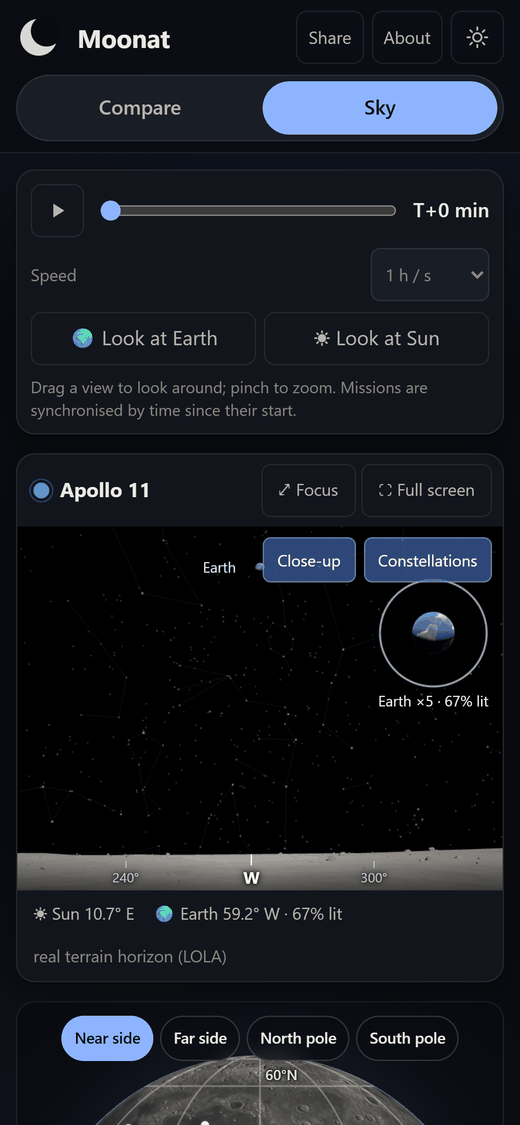 Moonat
Share
About
Compare
Sky
T+0 min
Speed
1 h / s
Look at Earth
Look at Sun
Drag a view to look around; pinch to zoom. Missions are
synchronised by time since their start.
Apollo 11
Focus
Full screen
Earth
Close-up
Constellations
Earth ×5 · 67% lit
240°
W
300°
Sun 10.7° E
Earth 59.2° W · 67% lit
real terrain horizon (LOLA)
Near side
Far side
North pole
South pole
60°N